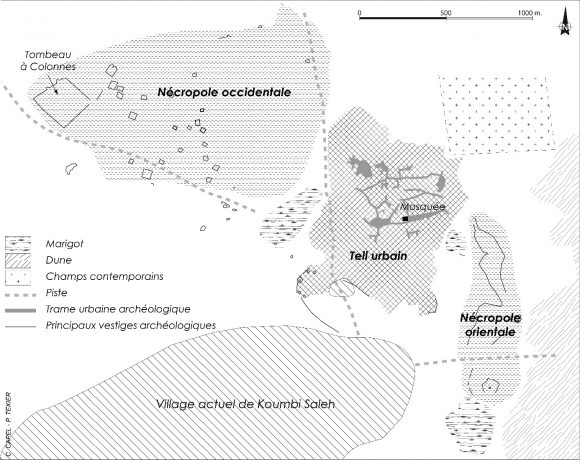 0
500
1000 m.
N
Tombeau
à Colonnes
Nécropole occidentale
Mosquée
Tell urbain
Nécropole
orientale
Marigot
Dune
Champs contemporains
Piste
Trame urbaine archéologique
Principaux vestiges archéologiques
Village actuel de Koumbi Saleh
C. CAPEL - P. TEXIER